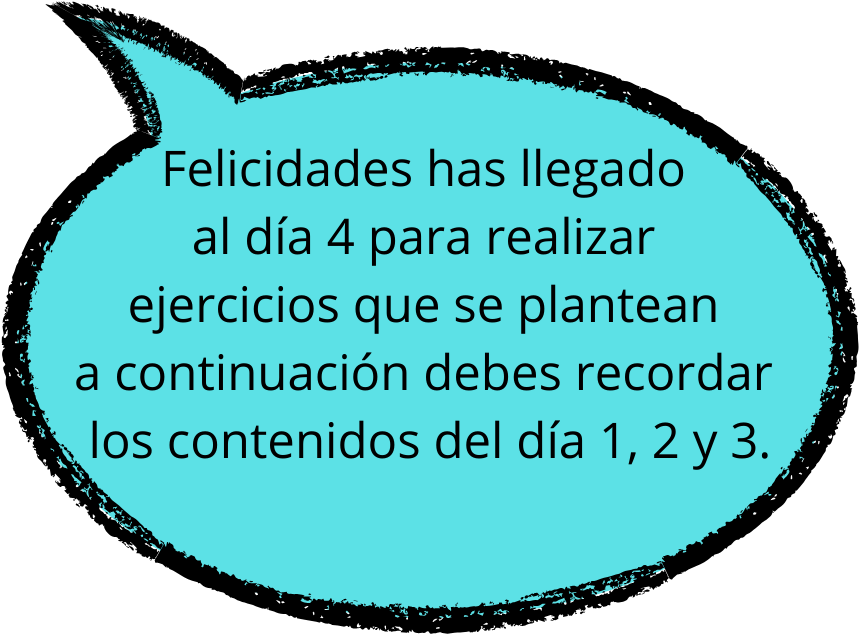 Felicidades has llegado
al día 4 para realizar
ejercicios que se plantean
a continuación debes recordar
los contenidos del día 1, 2 y 3.